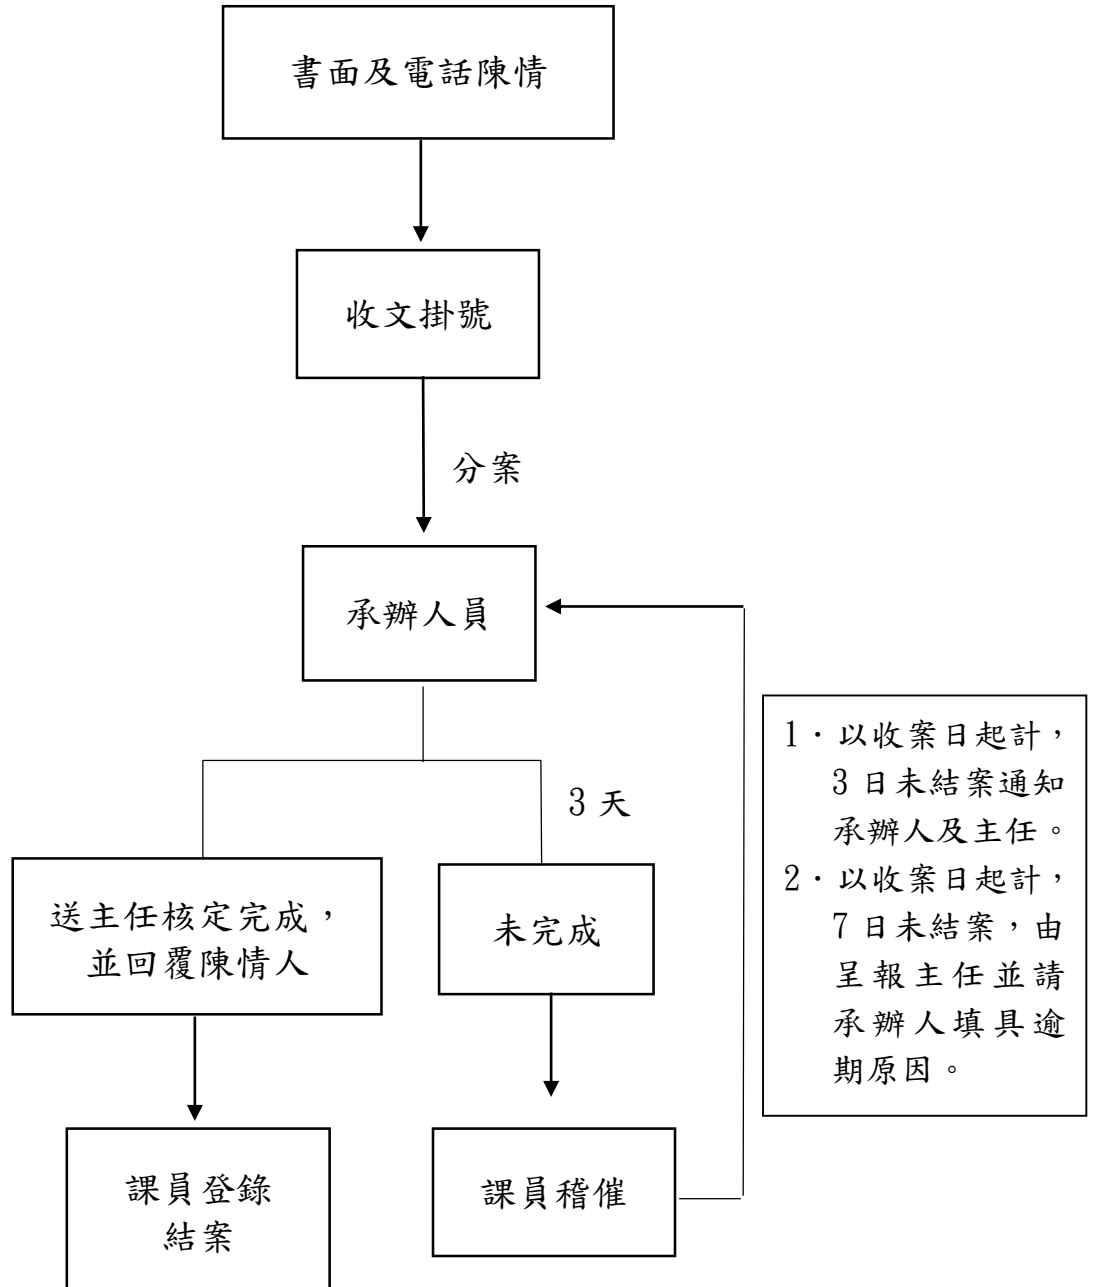 書面及電話陳情
收文掛號
分案
承辦人員
3天
送主任核定完成，
並回覆陳情人
未完成
課員登錄
結案
課員稽催
1．以收案日起計，
3日未結案通知
承辦人及主任。
2．以收案日起計，
7日未結案，由
呈報主任並請
承辦人填具逾
期原因。